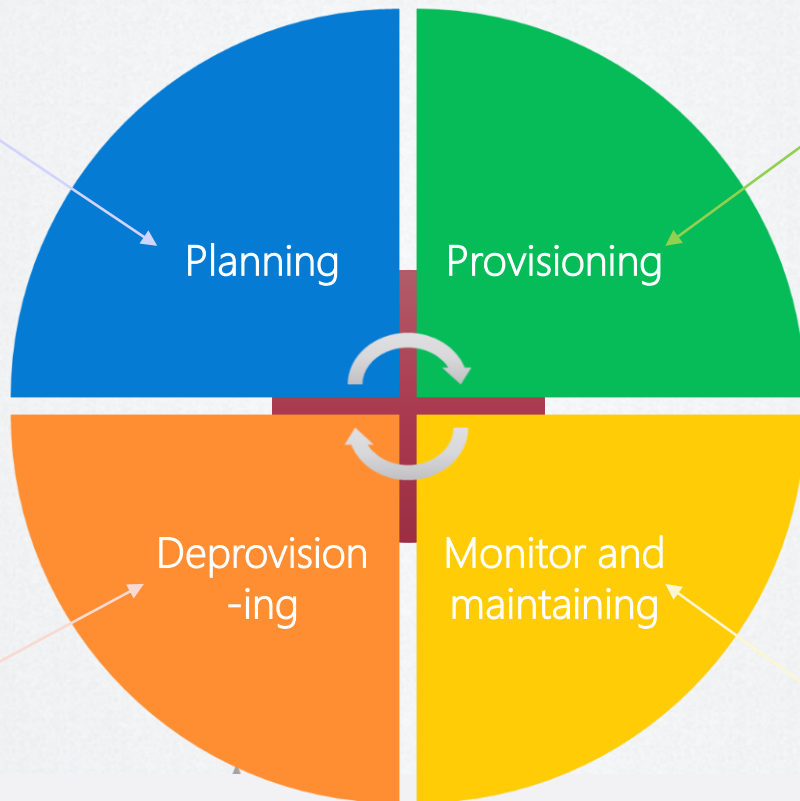 Planning
Provisioning
Deprovision
-ing
Monitor and
maintaining